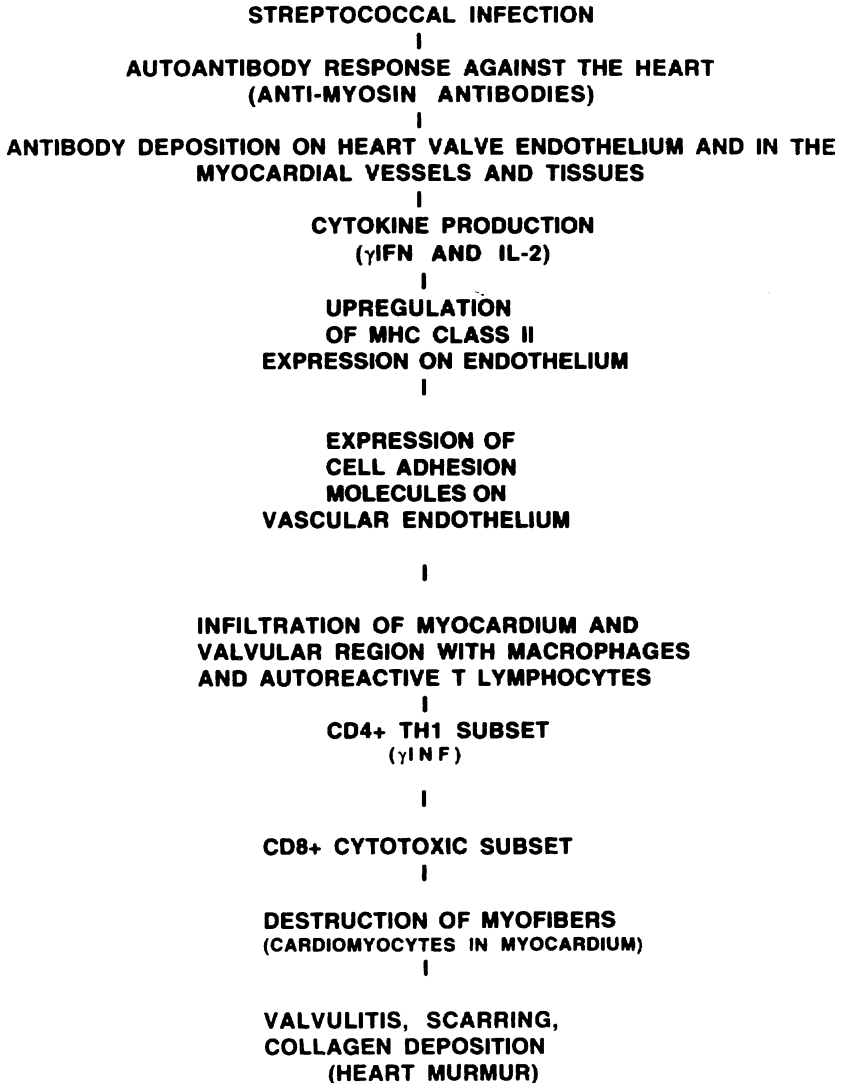 STREPTOCOCCAL INFECTION
AUTOANTIBODY RESPONSE AGAINST THE HEART
(ANTI-MYOSIN ANTIBODIES)
ANTIBODY DEPOSITION ON HEART VALVE ENDOTHELIUM AND IN THE
MYOCARDIAL VESSELS AND TISSUES
CYTOKINE PRODUCTION
(γIFN AND IL-2)
UPREGULATION
OF MHC CLASS II
EXPRESSION ON ENDOTHELIUM
EXPRESSION OF
CELL ADHESION
MOLECULES ON
VASCULAR ENDOTHELIUM
INFILTRATION OF MYOCARDIUM AND
VALVULAR REGION WITH MACROPHAGES
AND AUTOREACTIVE T LYMPHOCYTES
CD4+ TH1 SUBSET
(γINF)
CD8+ CYTOTOXIC SUBSET
DESTRUCTION OF MYOFIBERS
(CARDIOMYOCYTES IN MYOCARDIUM)
VALVULITIS, SCARRING,
COLLAGEN DEPOSITION
(HEART MURMUR)